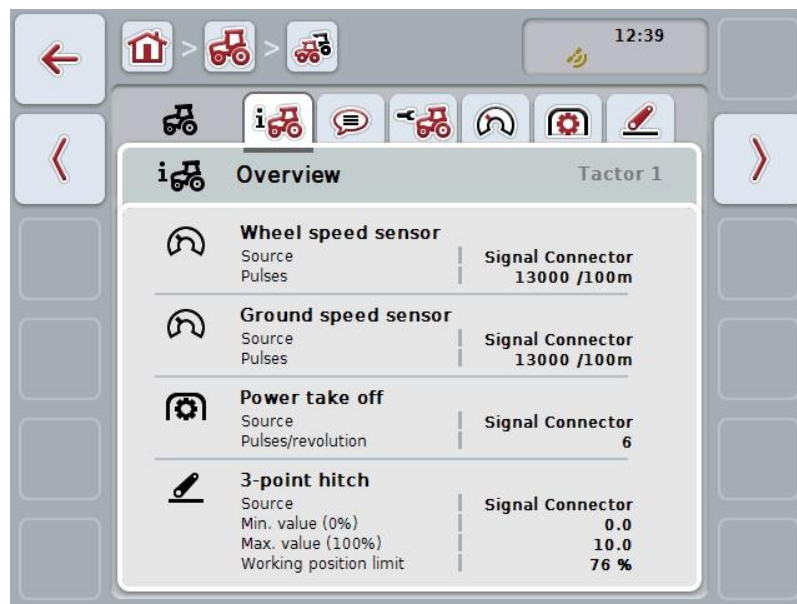 12:39
Overview Tactor 1
Wheel speed sensor
Source Signal Connector
Pulses 13000 /100m
Ground speed sensor
Source Signal Connector
Pulses 13000 /100m
Power take off
Source Signal Connector
Pulses/revolution 6
3-point hitch
Source Signal Connector
Min. value (0%) 0.0
Max. value (100%) 10.0
Working position limit 76 %